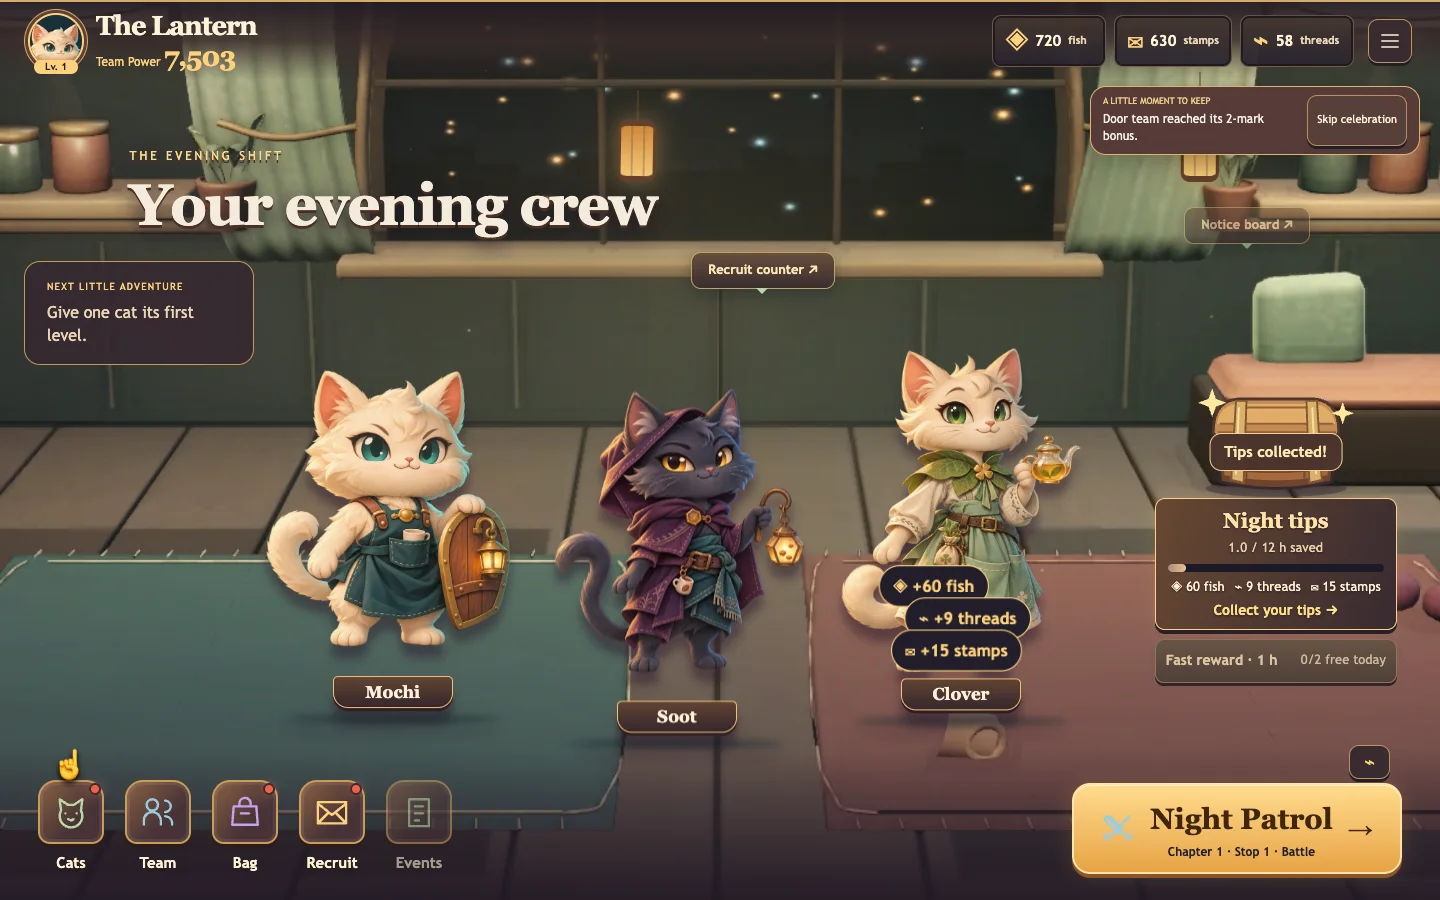 The Lantern
Team Power 7,503
Lv. 1
720 fish
630 stamps
58 threads
A LITTLE MOMENT TO KEEP
Door team reached its 2-mark
bonus.
Skip celebration
THE EVENING SHIFT
Your evening crew
Notice board ↗
Recruit counter ↗
NEXT LITTLE ADVENTURE
Give one cat its first
level.
Tips collected!
Night tips
1.0 / 12 h saved
60 fish 9 threads 15 stamps
Collect your tips →
Fast reward · 1 h 0/2 free today
+60 fish
+9 threads
+15 stamps
Mochi
Soot
Clover
Cats
Team
Bag
Recruit
Events
Night Patrol →
Chapter 1 · Stop 1 · Battle